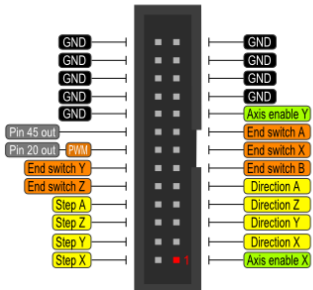 GND GND
GND GND
GND GND
GND GND
GND Axis enable Y
Pin 45 out End switch A
Pin 20 out PWM End switch X
End switch Y End switch B
End switch Z Direction A
Step A Direction Z
Step Z Direction Y
Step Y Direction X
Step X 1 Axis enable X